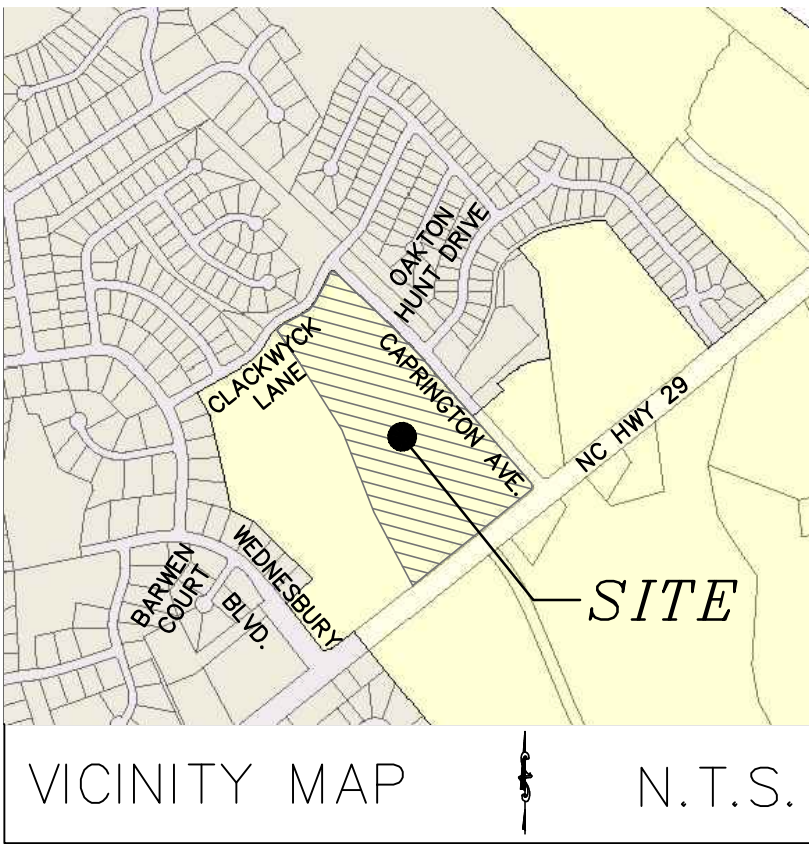 OAKTON
HUNT DRIVE
CLACKWYCK
LANE
CAPRINGTON AVE.
NC HWY 29
WEDNESBURY
BLVD.
BARWEN
COURT
SITE
VICINITY MAP N.T.S.